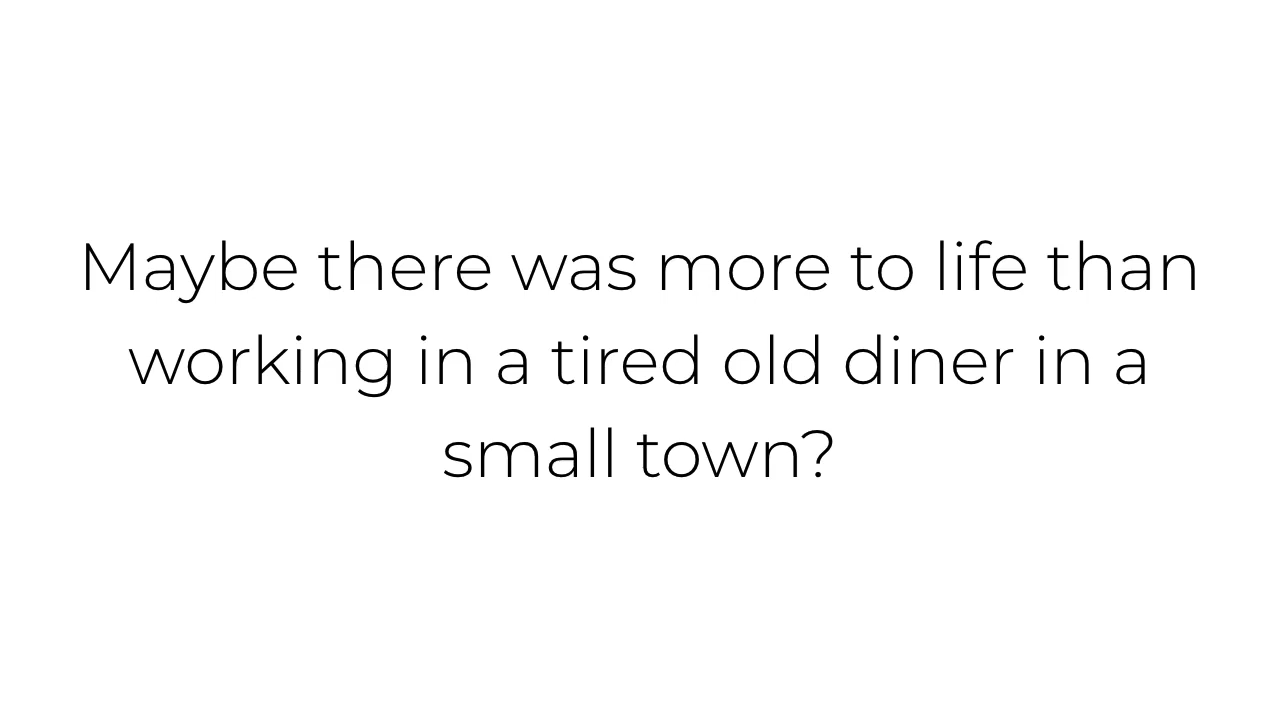 Maybe there was more to life than
working in a tired old diner in a
small town?